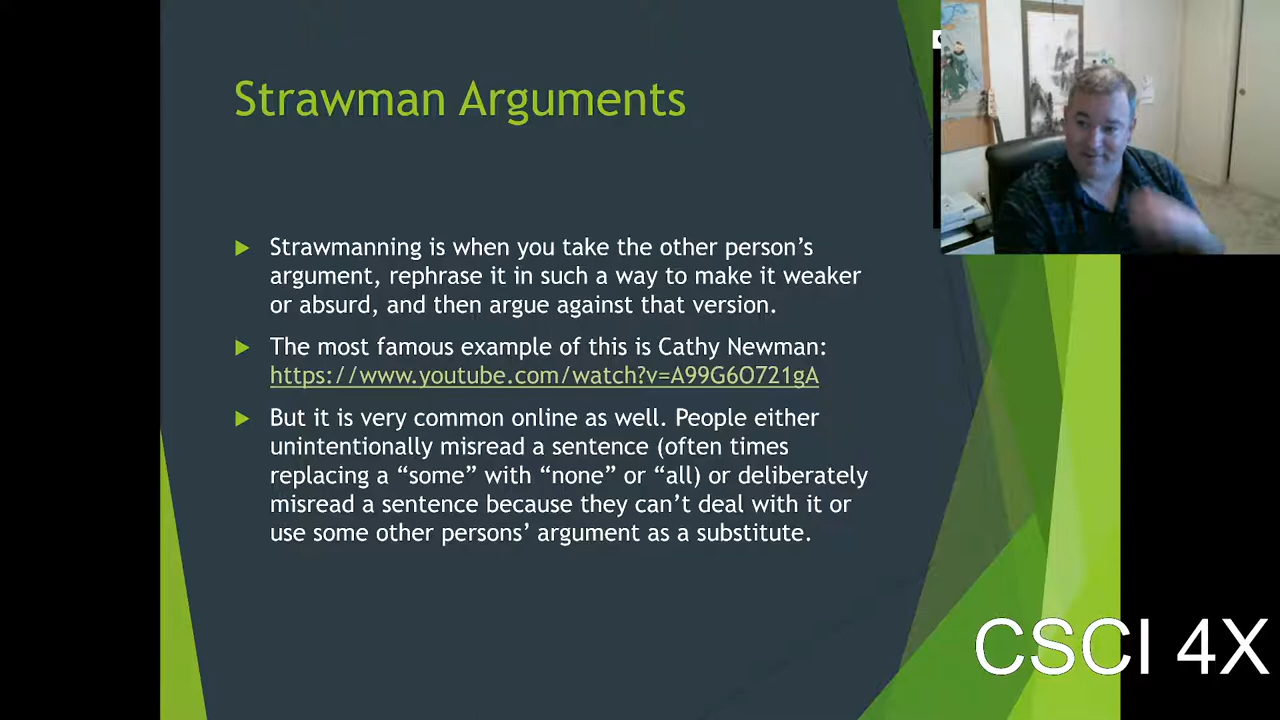 Strawman Arguments
Strawmanning is when you take the other person’s
argument, rephrase it in such a way to make it weaker
or absurd, and then argue against that version.
The most famous example of this is Cathy Newman:
https://www.youtube.com/watch?v=A99G6O721gA
But it is very common online as well. People either
unintentionally misread a sentence (often times
replacing a “some” with “none” or “all) or deliberately
misread a sentence because they can’t deal with it or
use some other persons’ argument as a substitute.
CSCI 4X